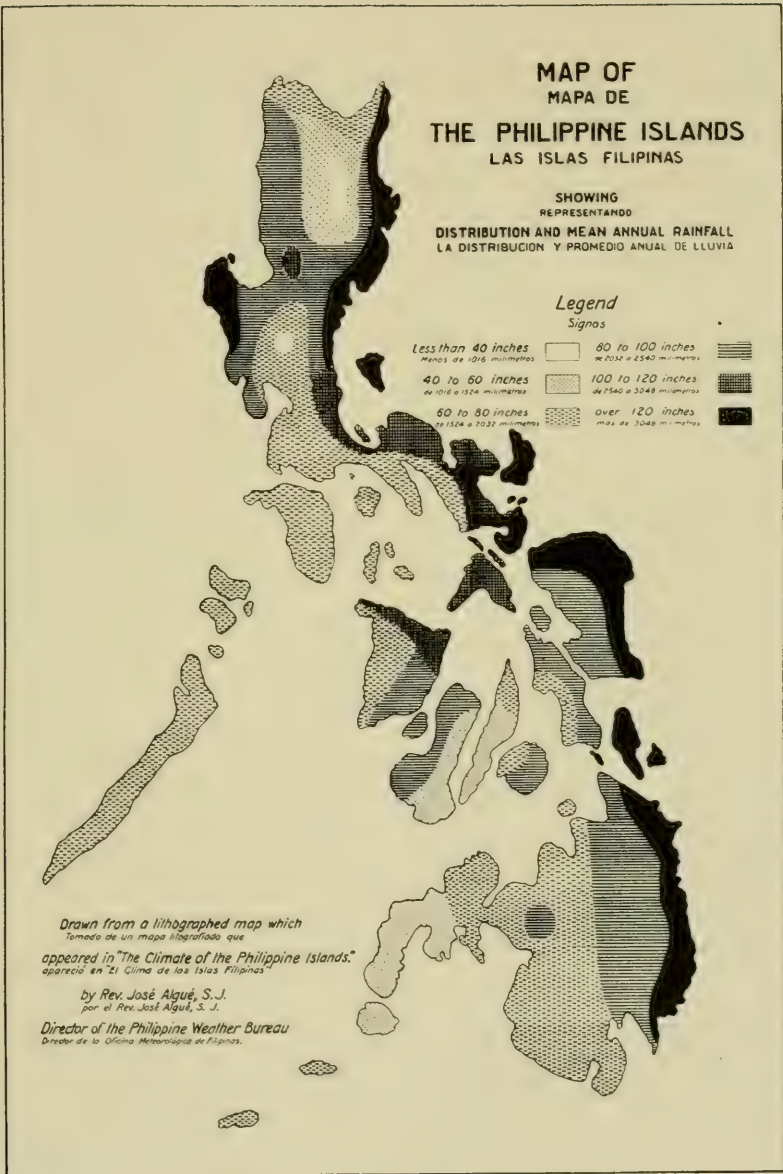 MAP OF
MAPA DE
THE PHILIPPINE ISLANDS
LAS ISLAS FILIPINAS
SHOWING
REPRESENTANDO
DISTRIBUTION AND MEAN ANNUAL RAINFALL
LA DISTRIBUCION Y PROMEDIO ANUAL DE LLUVIA
Legend
Signos
Less than 40 inches
Menos de 1016 milimetros
80 to 100 inches
de 2032 a 2540 milimetros
40 to 60 inches
de 1016 a 1524 milimetros
100 to 120 inches
de 2540 a 3048 milimetros
60 to 80 inches
de 1524 a 2032 milimetros
over 120 inches
mas de 3048 milimetros
Drawn from a lithographed map which
Tomado de un mapa litografiado que
appeared in "The Climate of the Philippine Islands."
apareció en "El Clima de las Islas Filipinas"
by Rev. José Algué, S.J.
por el Rev. José Algué, S. J.
Director of the Philippine Weather Bureau
Director de la Oficina Meteorológica de Filipinas.